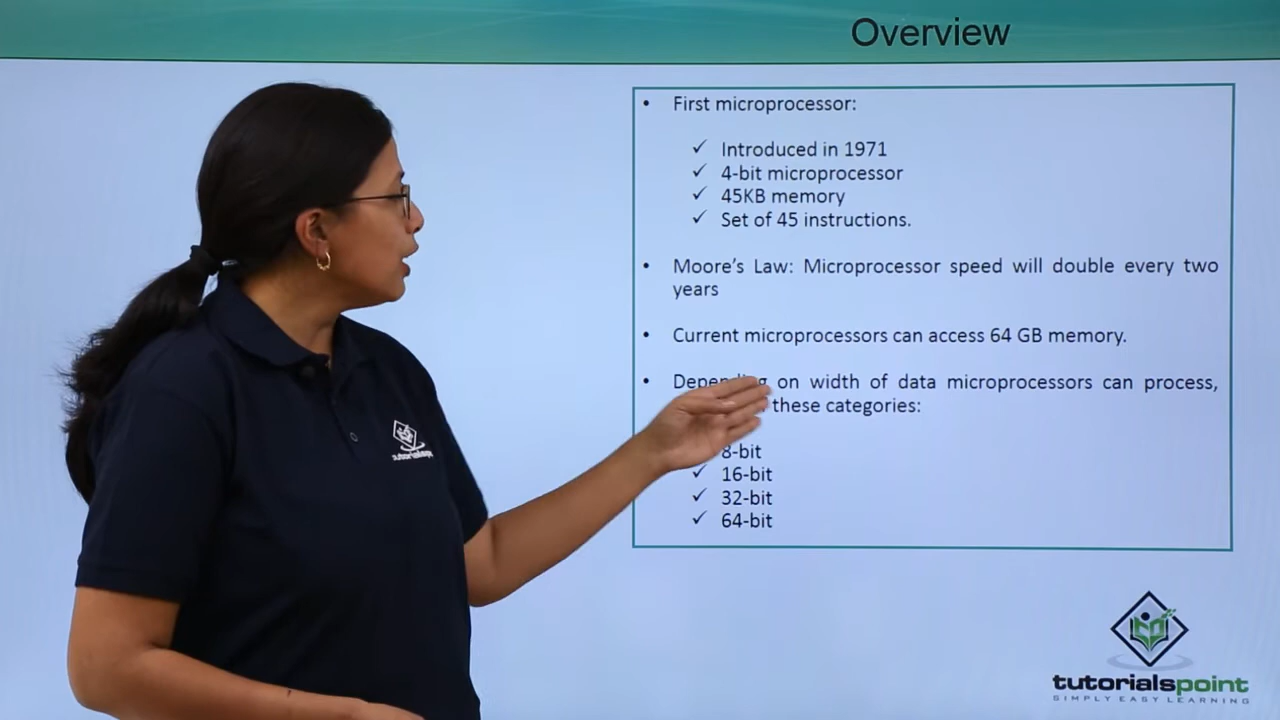 Overview
• First microprocessor:
✓ Introduced in 1971
✓ 4-bit microprocessor
✓ 45KB memory
✓ Set of 45 instructions.
• Moore's Law: Microprocessor speed will double every two
years
• Current microprocessors can access 64 GB memory.
• Depending on width of data microprocessors can process,
these categories:
8-bit
✓ 16-bit
✓ 32-bit
✓ 64-bit
tutorialspoint
tutorialspoint
SIMPLY EASY LEARNING